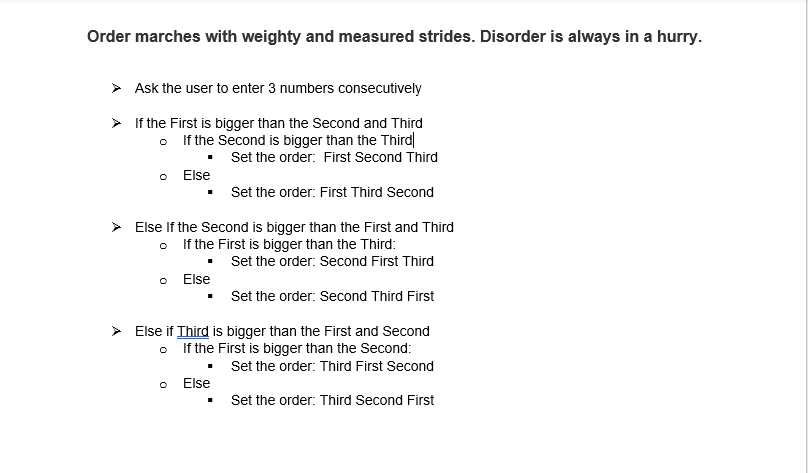 Order marches with weighty and measured strides. Disorder is always in a hurry.
➢ Ask the user to enter 3 numbers consecutively
➢ If the First is bigger than the Second and Third
o If the Second is bigger than the Third
▪ Set the order: First Second Third
o Else
▪ Set the order: First Third Second
➢ Else If the Second is bigger than the First and Third
o If the First is bigger than the Third:
▪ Set the order: Second First Third
o Else
▪ Set the order: Second Third First
➢ Else if Third is bigger than the First and Second
o If the First is bigger than the Second:
▪ Set the order: Third First Second
o Else
▪ Set the order: Third Second First